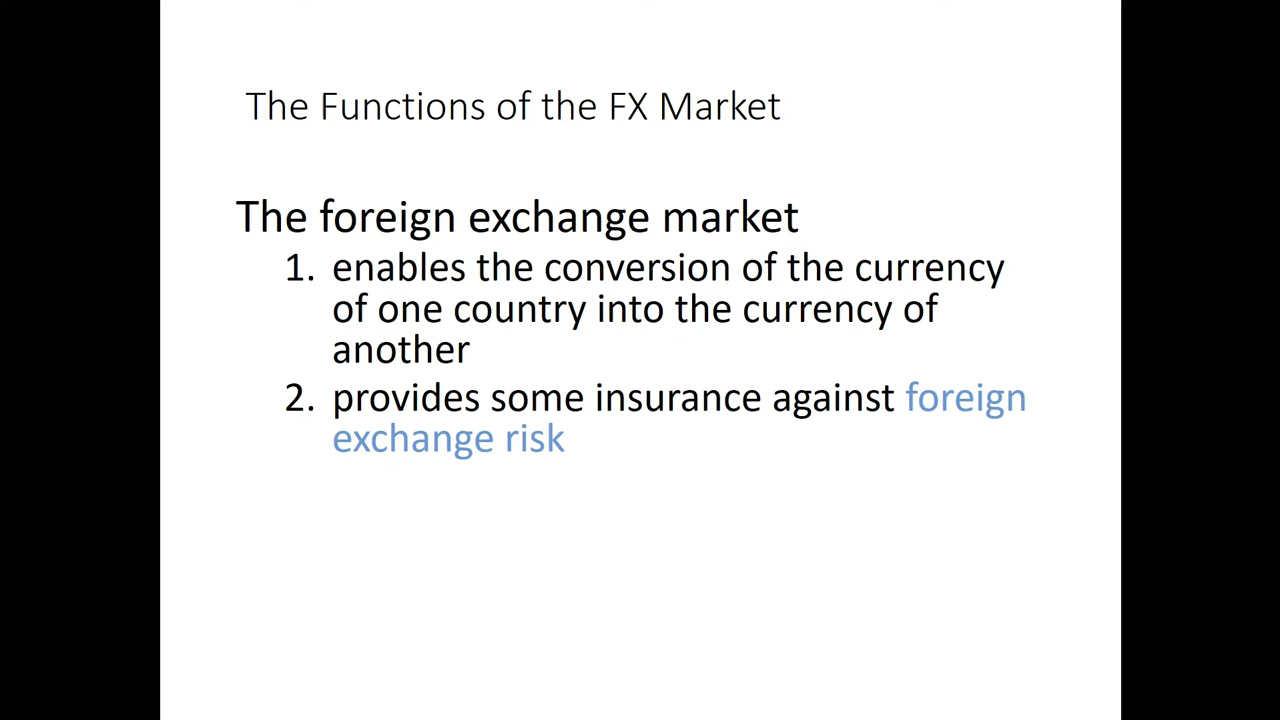 The Functions of the FX Market
The foreign exchange market
1. enables the conversion of the currency
of one country into the currency of
another
2. provides some insurance against foreign
exchange risk